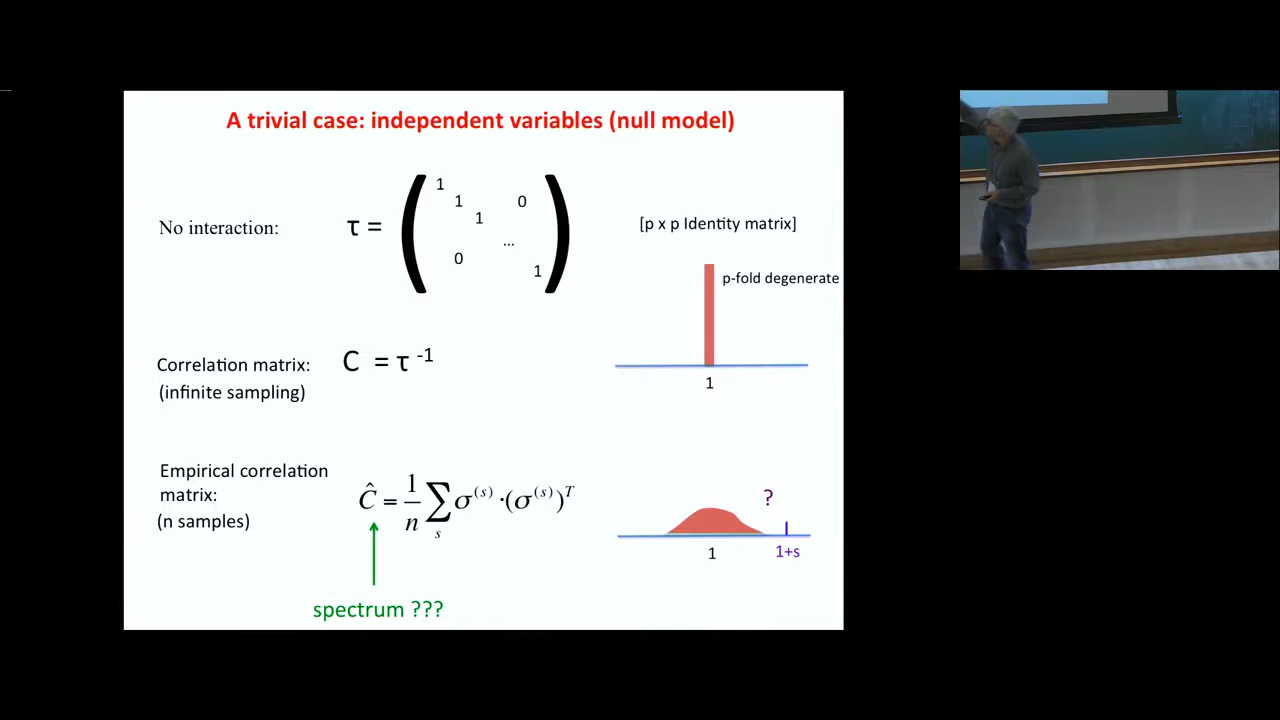 A trivial case: independent variables (null model)
No interaction:
τ =
1
1 0
1
...
0
1
[p x p Identity matrix]
p-fold degenerate
1
Correlation matrix:
(infinite sampling)
C = τ -1
Empirical correlation
matrix:
(n samples)
Ĉ = 1/n ∑s σ(s) ·(σ(s))T
?
1
1+s
spectrum ???